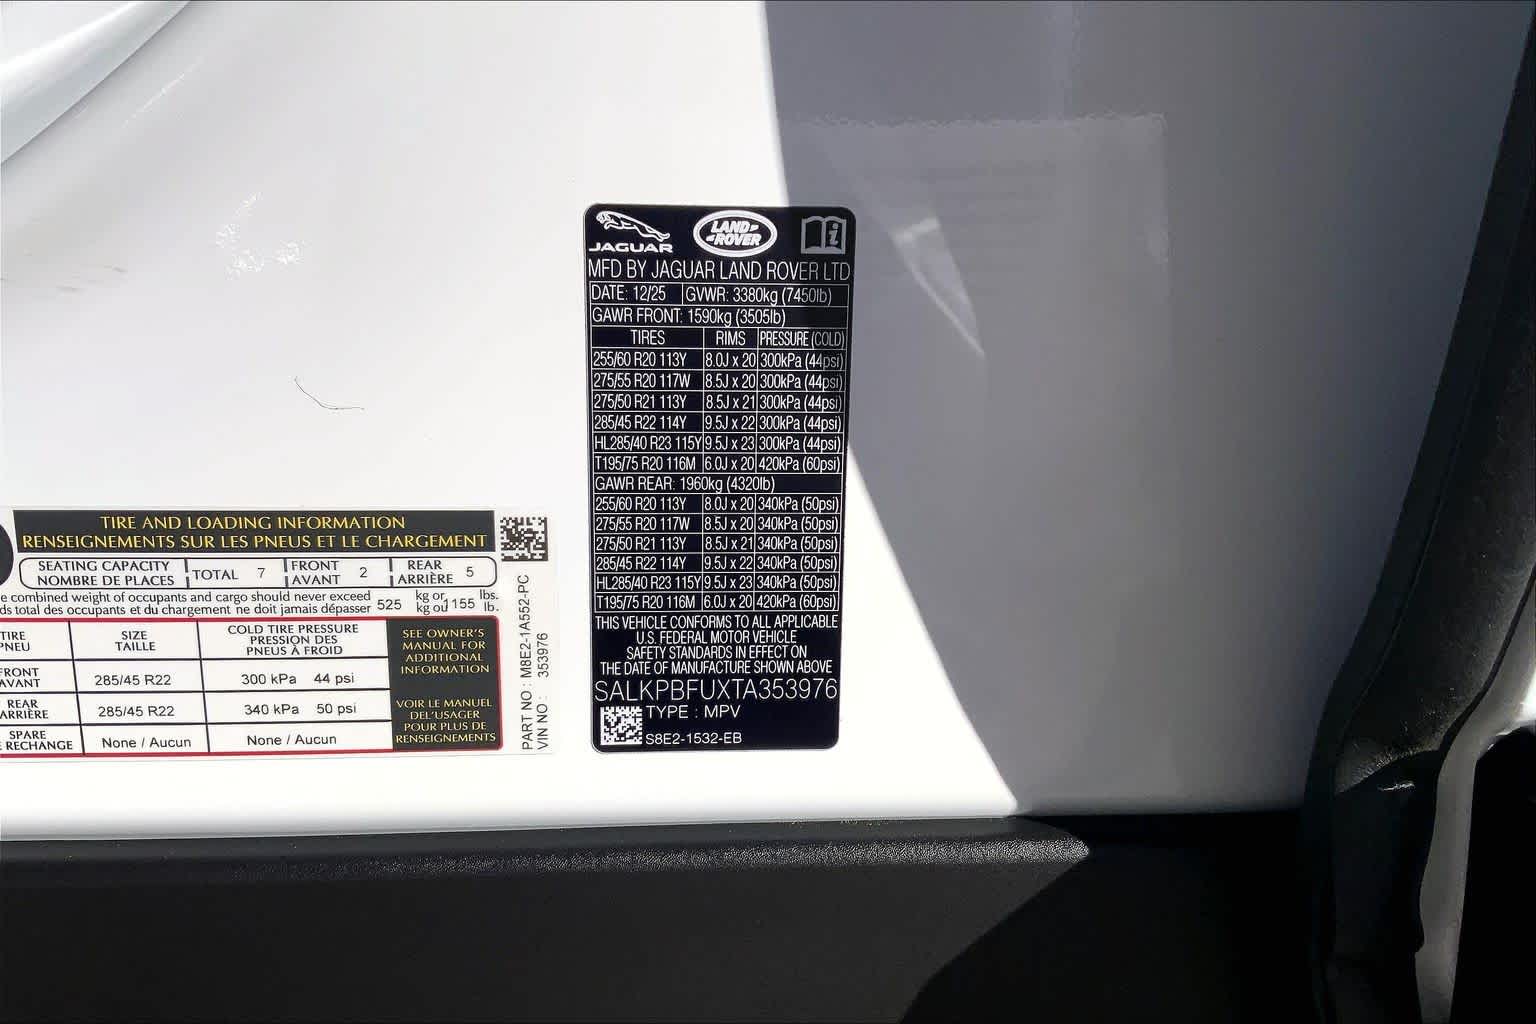 JAGUAR
LAND ROVER
MFD BY JAGUAR LAND ROVER LTD
DATE: 12/25 GVWR: 3380kg (7450lb)
GAWR FRONT: 1590kg (3505lb)
TIRES RIMS PRESSURE (COLD)
255/60 R20 113Y 8.0J x 20 300kPa (44psi)
275/55 R20 117W 8.5J x 20 300kPa (44psi)
275/50 R21 113Y 8.5J x 21 300kPa (44psi)
285/45 R22 114Y 9.5J x 22 300kPa (44psi)
HL285/40 R23 115Y 9.5J x 23 300kPa (44psi)
T195/75 R20 116M 6.0J x 20 420kPa (60psi)
GAWR REAR: 1960kg (4320lb)
255/60 R20 113Y 8.0J x 20 340kPa (50psi)
275/55 R20 117W 8.5J x 20 340kPa (50psi)
275/50 R21 113Y 8.5J x 21 340kPa (50psi)
285/45 R22 114Y 9.5J x 22 340kPa (50psi)
HL285/40 R23 115Y 9.5J x 23 340kPa (50psi)
T195/75 R20 116M 6.0J x 20 420kPa (60psi)
THIS VEHICLE CONFORMS TO ALL APPLICABLE
U.S. FEDERAL MOTOR VEHICLE
SAFETY STANDARDS IN EFFECT ON
THE DATE OF MANUFACTURE SHOWN ABOVE
SALKPBFUXTA353976
TYPE : MPV
S8E2-1532-EB
TIRE AND LOADING INFORMATION
RENSEIGNEMENTS SUR LES PNEUS ET LE CHARGEMENT
SEATING CAPACITY
NOMBRE DE PLACES
TOTAL 7
FRONT
AVANT 2
REAR
ARRIÈRE 5
combined weight of occupants and cargo should never exceed
total des occupants et du chargement ne doit jamais dépasser
525 kg or
kg ou 1155 lbs.
lb.
TIRE
PNEU
SIZE
TAILLE
COLD TIRE PRESSURE
PRESSION DES
PNEUS À FROID
FRONT
AVANT
285/45 R22
300 kPa 44 psi
REAR
ARRIÈRE
285/45 R22
340 kPa 50 psi
SPARE
RECHANGE
None / Aucun
None / Aucun
SEE OWNER'S
MANUAL FOR
ADDITIONAL
INFORMATION
VOIR LE MANUEL
DEL'USAGER
POUR PLUS DE
RENSEIGNEMENTS
PART NO : M8E2-1A552-PC
VIN NO : 353976